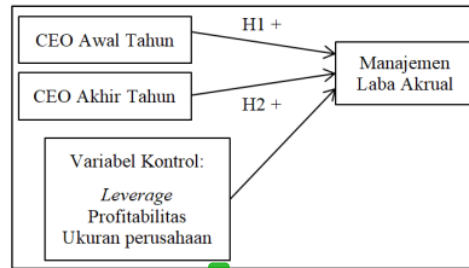 CEO Awal Tahun
H1 +
CEO Akhir Tahun
H2 +
Manajemen
Laba Akrual
Variabel Kontrol:
Leverage
Profitabilitas
Ukuran perusahaan